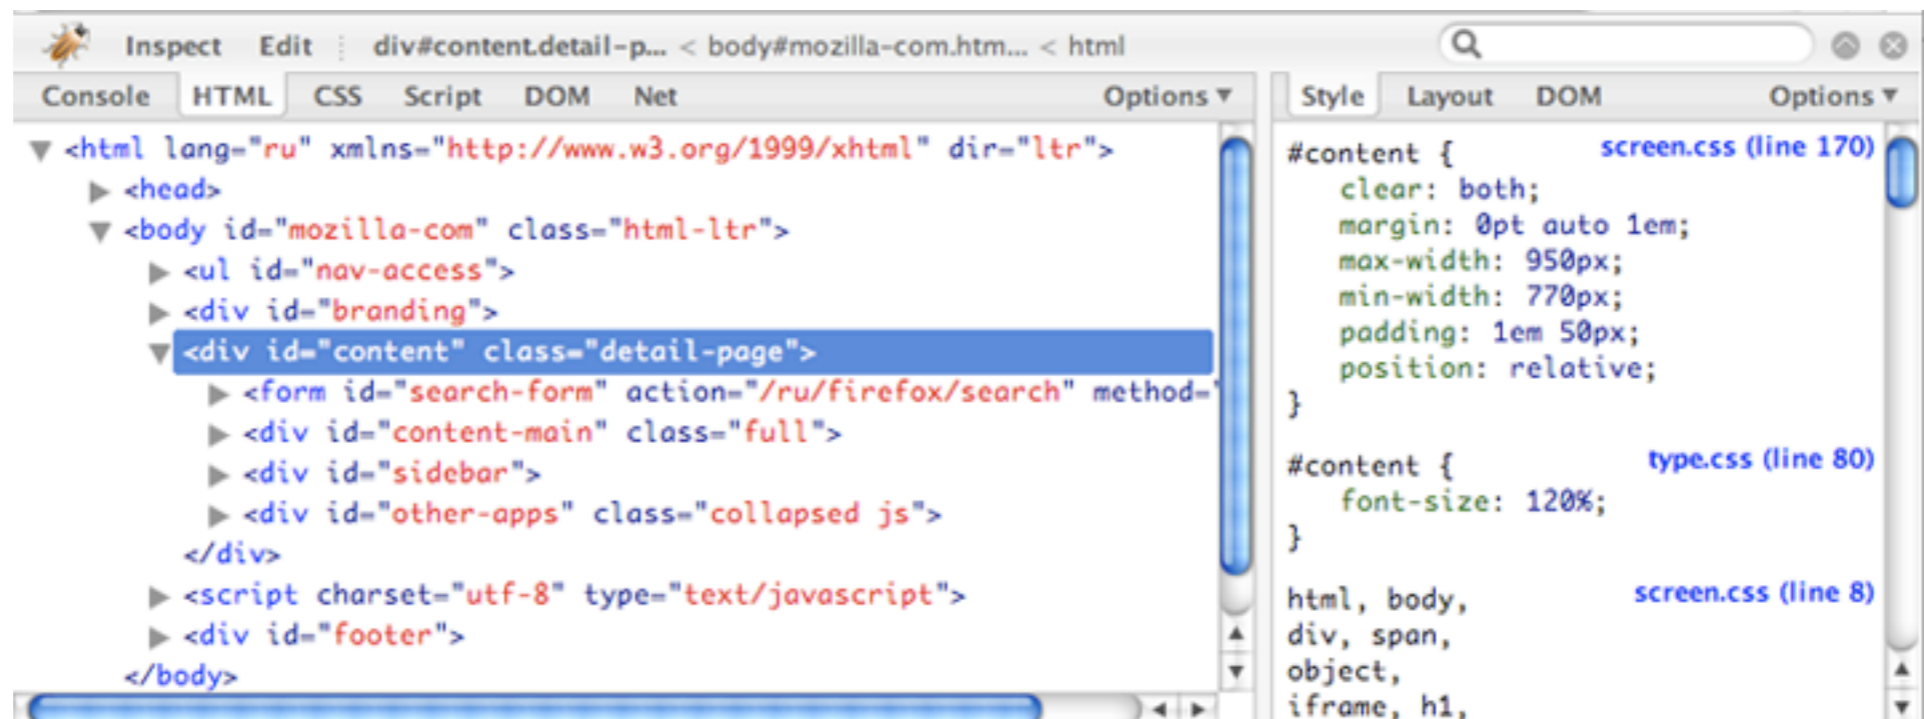 Inspect Edit div#content.detail-p... < body#mozilla-com.htm... < html
Console HTML CSS Script DOM Net Options
<html lang="ru" xmlns="http://www.w3.org/1999/xhtml" dir="ltr">
<head>
<body id="mozilla-com" class="html-ltr">
<ul id="nav-access">
<div id="branding">
<div id="content" class="detail-page">
<form id="search-form" action="/ru/firefox/search" method="
<div id="content-main" class="full">
<div id="sidebar">
<div id="other-apps" class="collapsed js">
</div>
<script charset="utf-8" type="text/javascript">
<div id="footer">
</body>
Style Layout DOM Options
#content { screen.css (line 170)
clear: both;
margin: 0pt auto 1em;
max-width: 950px;
min-width: 770px;
padding: 1em 50px;
position: relative;
}
#content { type.css (line 80)
font-size: 120%;
}
html, body, screen.css (line 8)
div, span,
object,
iframe, h1,